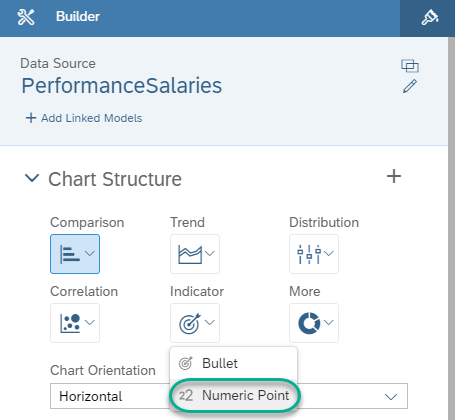 Builder
Data Source
PerformanceSalaries
+ Add Linked Models
Chart Structure +
Comparison Trend Distribution
Correlation Indicator More
Bullet
Chart Orientation
22 Numeric Point
Horizontal